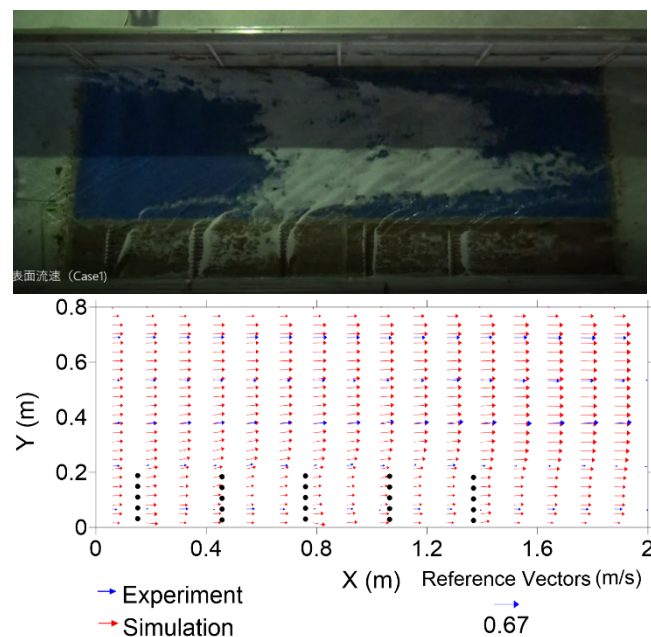 表面流速（Case1)
0.8
0.6
0.4
0.2
0
Y (m)
0 0.4 0.8 1.2 1.6 2
X (m)
Reference Vectors (m/s)
Experiment
Simulation
0.67